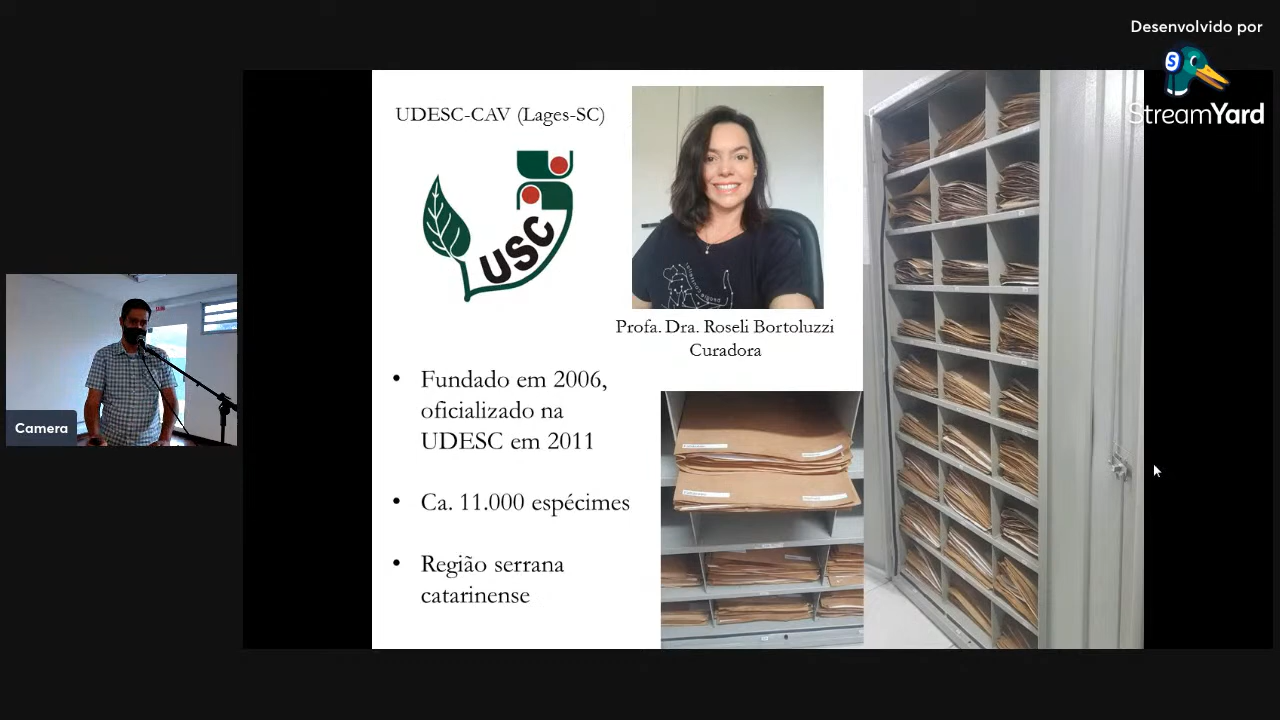 Desenvolvido por
StreamYard
UDESC-CAV (Lages-SC)
USC
Profa. Dra. Roseli Bortoluzzi
Curadora
• Fundado em 2006,
oficializado na
UDESC em 2011
• Ca. 11.000 espécimes
• Região serrana
catarinense
Camera